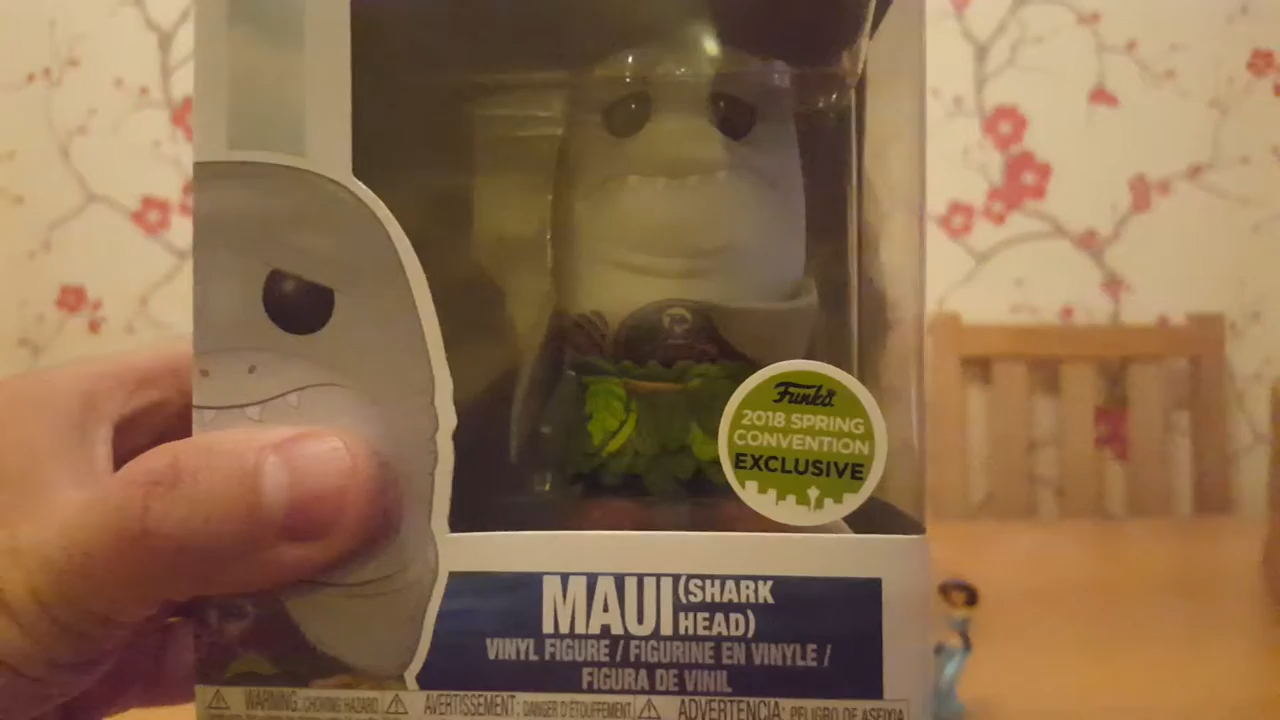 Funko
2018 SPRING
CONVENTION
EXCLUSIVE
MAUI (SHARK
HEAD)
VINYL FIGURE / FIGURINE EN VINYLE /
FIGURA DE VINIL
WARNING: CHOKING HAZARD. AVERTISSEMENT: DANGER D'ÉTOUFFEMENT. ADVERTENCIA: PELIGRO DE ASFIXIA